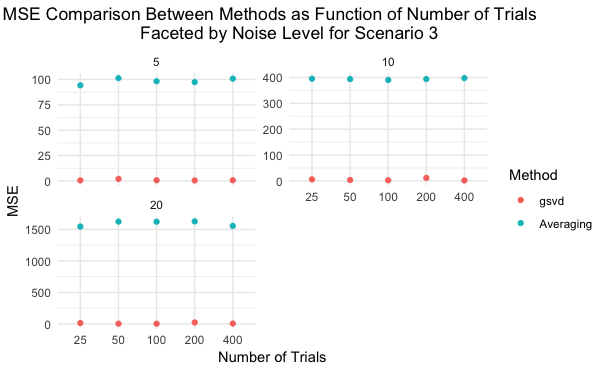 MSE Comparison Between Methods as Function of Number of Trials
Faceted by Noise Level for Scenario 3
5
100
75
50
25
0
10
400
300
200
100
0
25 50 100 200 400
20
1500
1000
500
0
25 50 100 200 400
MSE
Number of Trials
Method
gsvd
Averaging